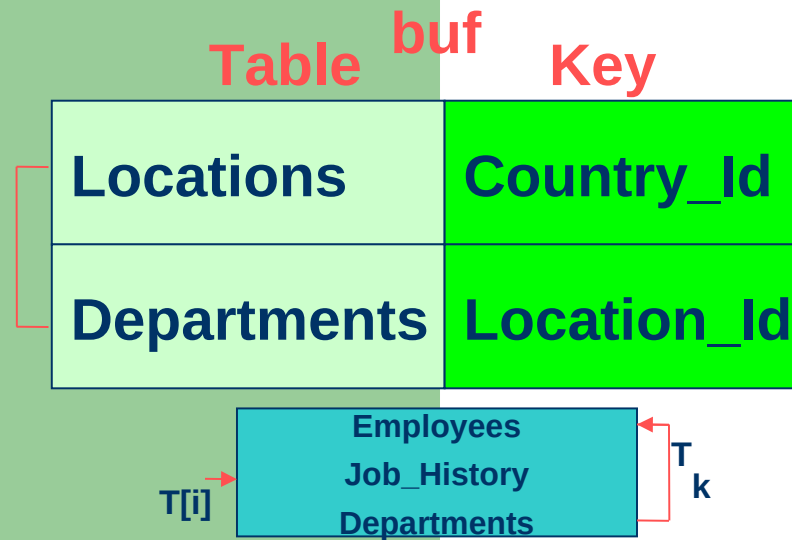 buf
Table Key
Locations Country_Id
Departments Location_Id
Employees
T
Job_History
k
T[i]
Departments